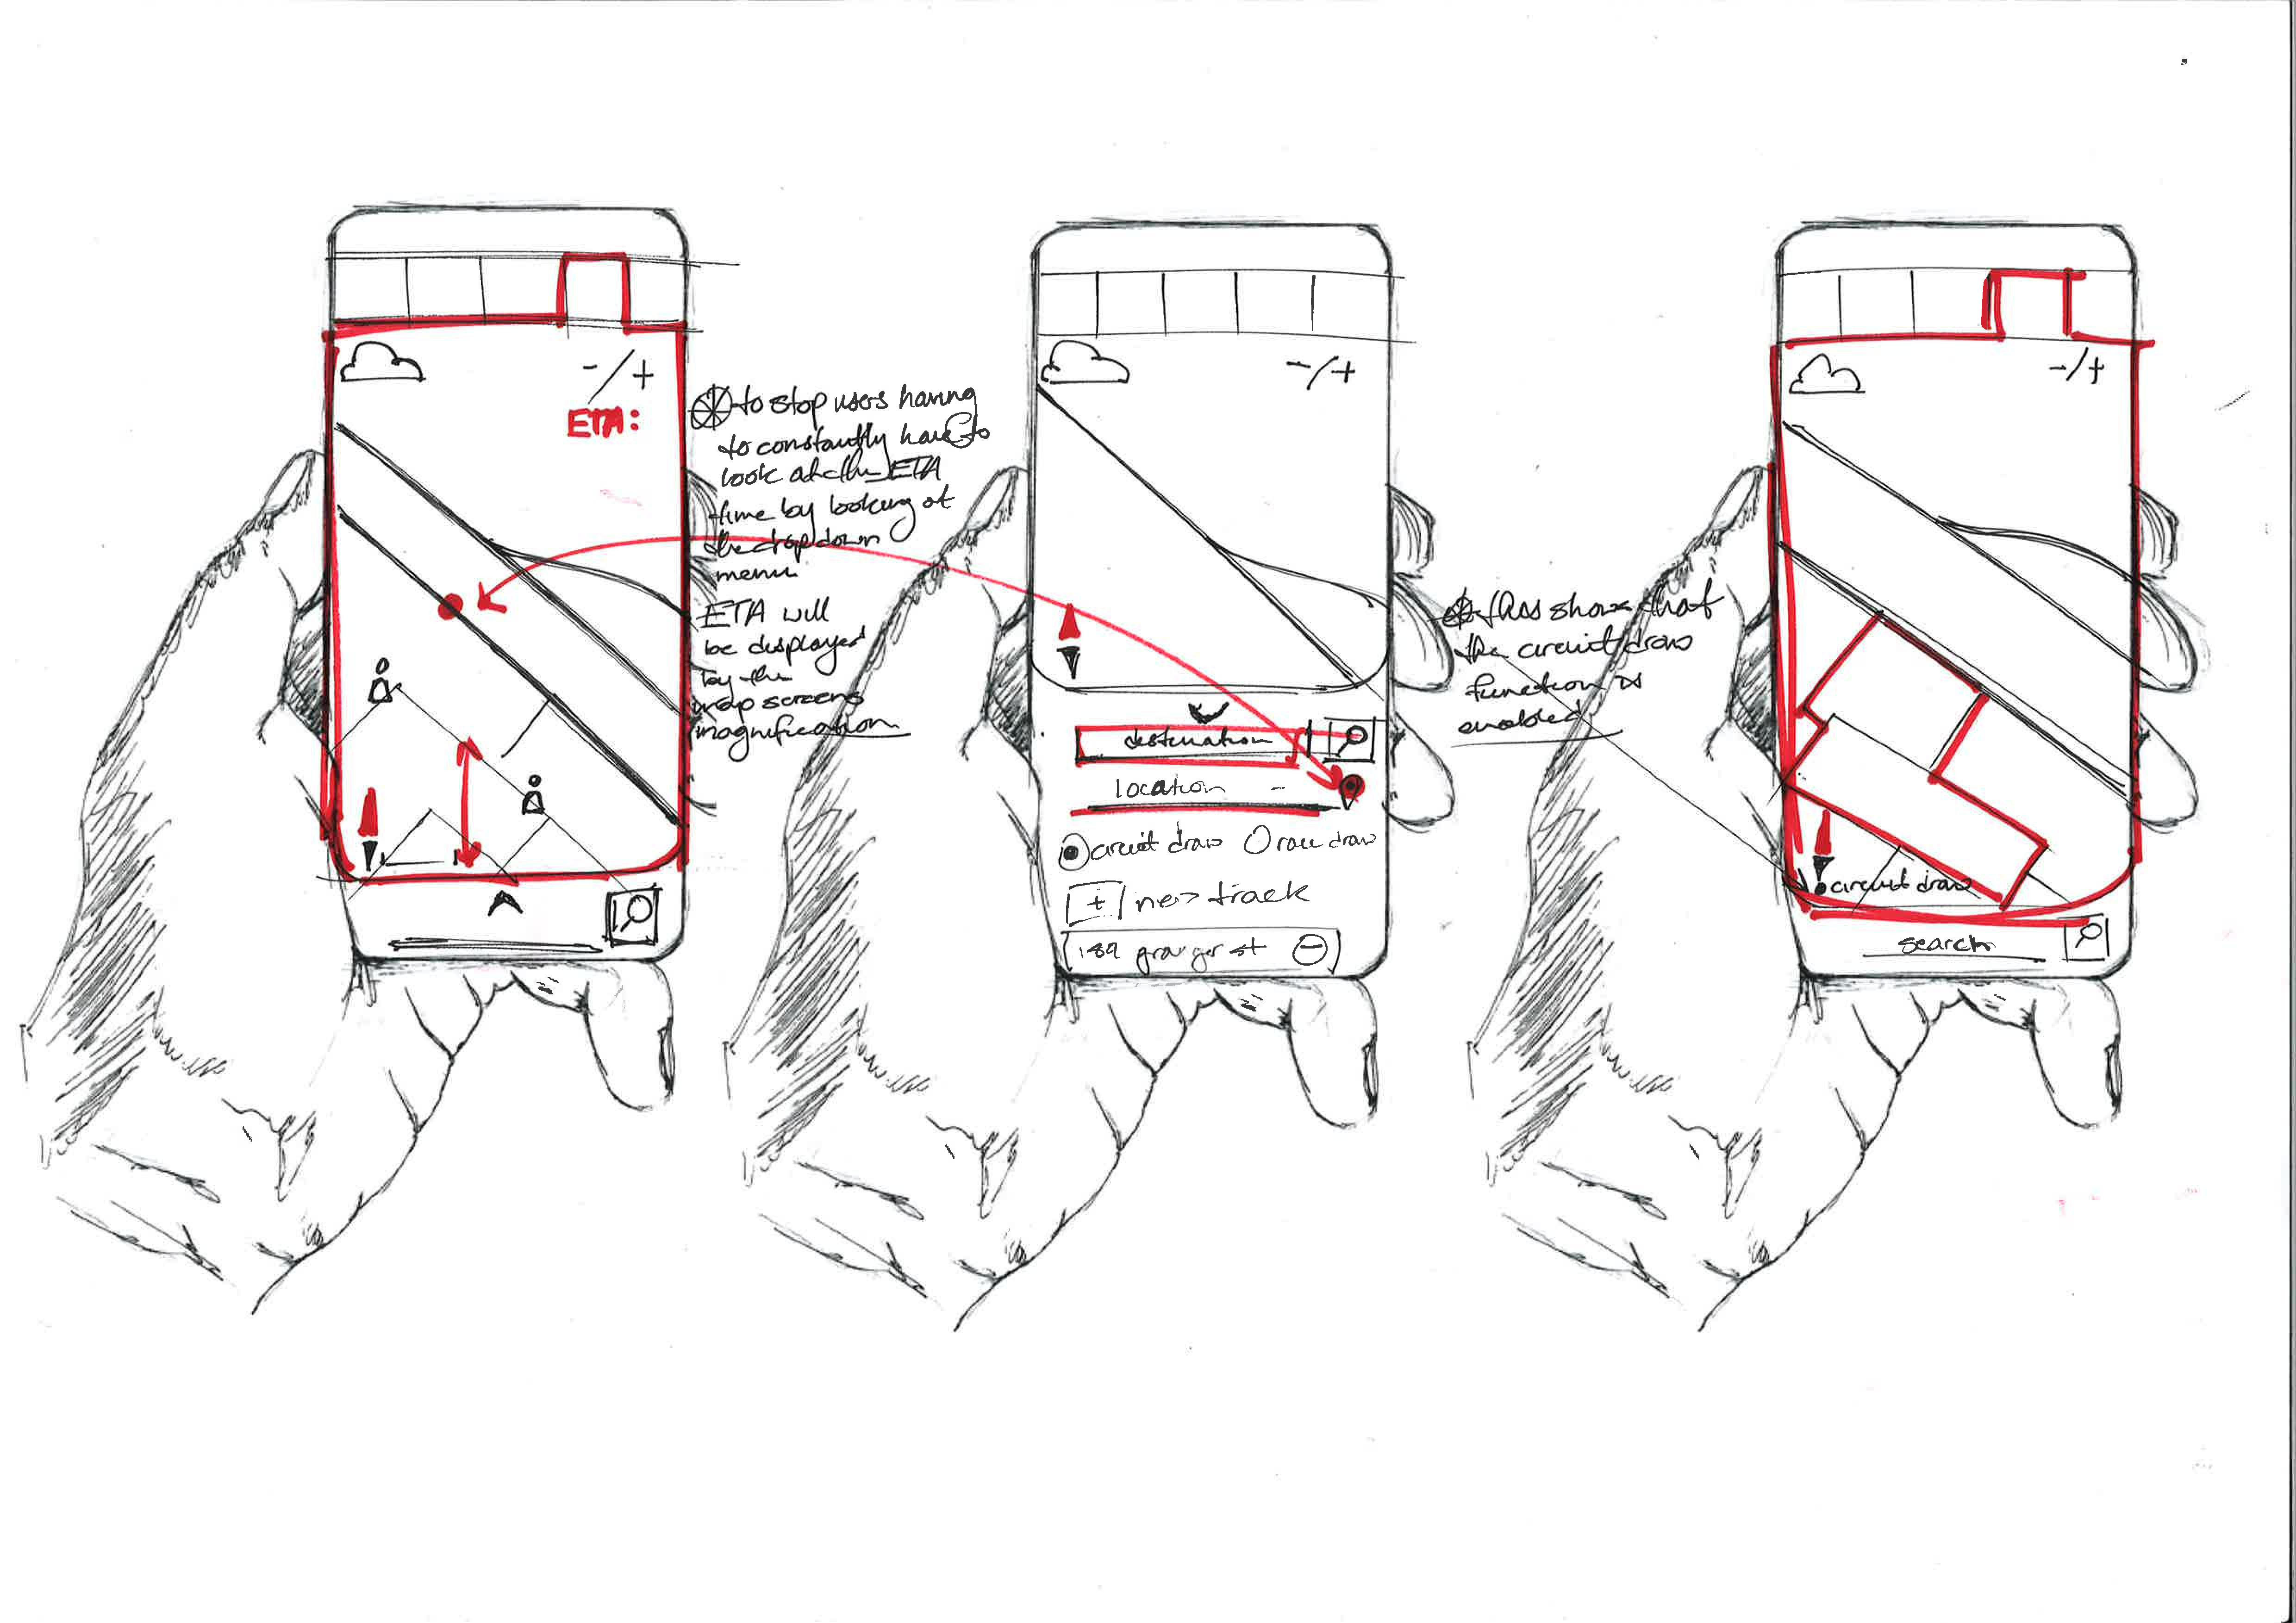 -/+
ETA:
to stop users having
to constantly have to
look at the ETA
time by looking at
the drop down
menu.
ETA will
be displayed
by the
map screens
magnification
-/+
destination
location -
circuit draw race draw
+ new track
189 grainger st -
this shows that
the circuit draw
function is
enabled
-/+
circuit draw
search